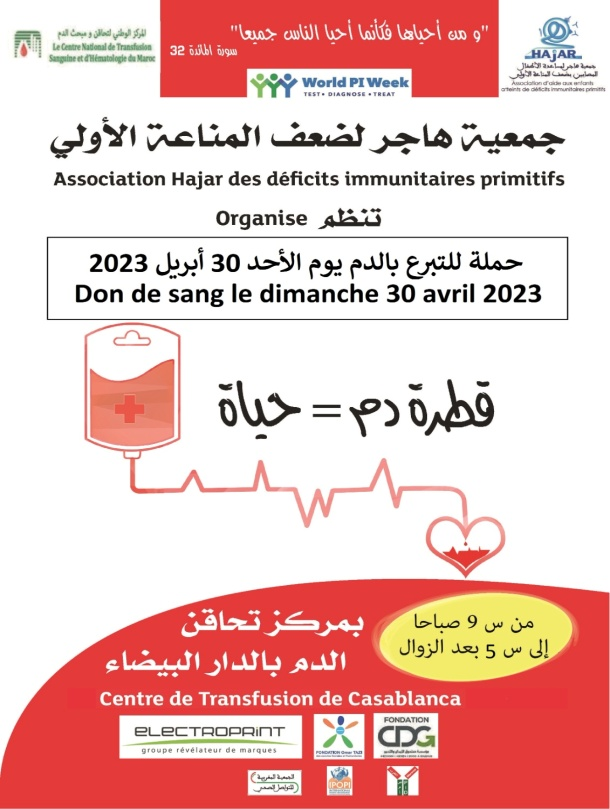 المركز الوطني لتحاقن و مبحث الدم
Le Centre National de Transfusion
Sanguine et d'Hématologie du Maroc
"و من أحياها فكأنما أحيا الناس جميعا"
سورة المائدة 32
World PI Week
TEST • DIAGNOSE • TREAT
HAJAR
جمعية هاجر لمساعدة الأطفال
المصابين بضعف المناعة الأولي
Association d'aide aux enfants
atteints de déficits immunitaires primitifs
جمعية هاجر لضعف المناعة الأولي
Association Hajar des déficits immunitaires primitifs
Organise تنظم
حملة للتبرع بالدم يوم الأحد 30 أبريل 2023
Don de sang le dimanche 30 avril 2023
قطرة دم = حياة
من س 9 صباحا
إلى س 5 بعد الزوال
بمركز تحاقن
الدم بالدار البيضاء
Centre de Transfusion de Casablanca
ELECTROPRINT
groupe révélateur de marques
FONDATION Omar TAZI
FONDATION
CDG
الجمعية المغربية
للتواصل الصحي
IPOPI